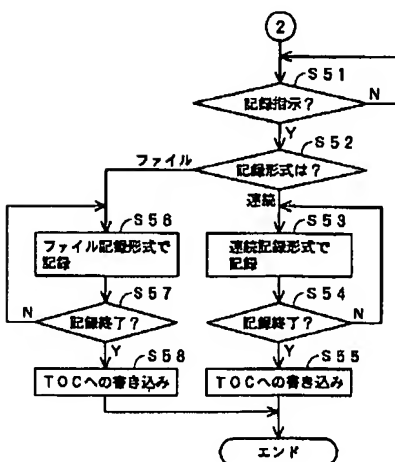 2
S51
記録指示？
N
Y
S52
ファイル
記録形式は？
連続
S56
S53
ファイル記録形式で
記録
連続記録形式で
記録
S57
S54
N
記録終了？
記録終了？
N
Y
Y
S58
S55
TOCへの書き込み
TOCへの書き込み
エンド